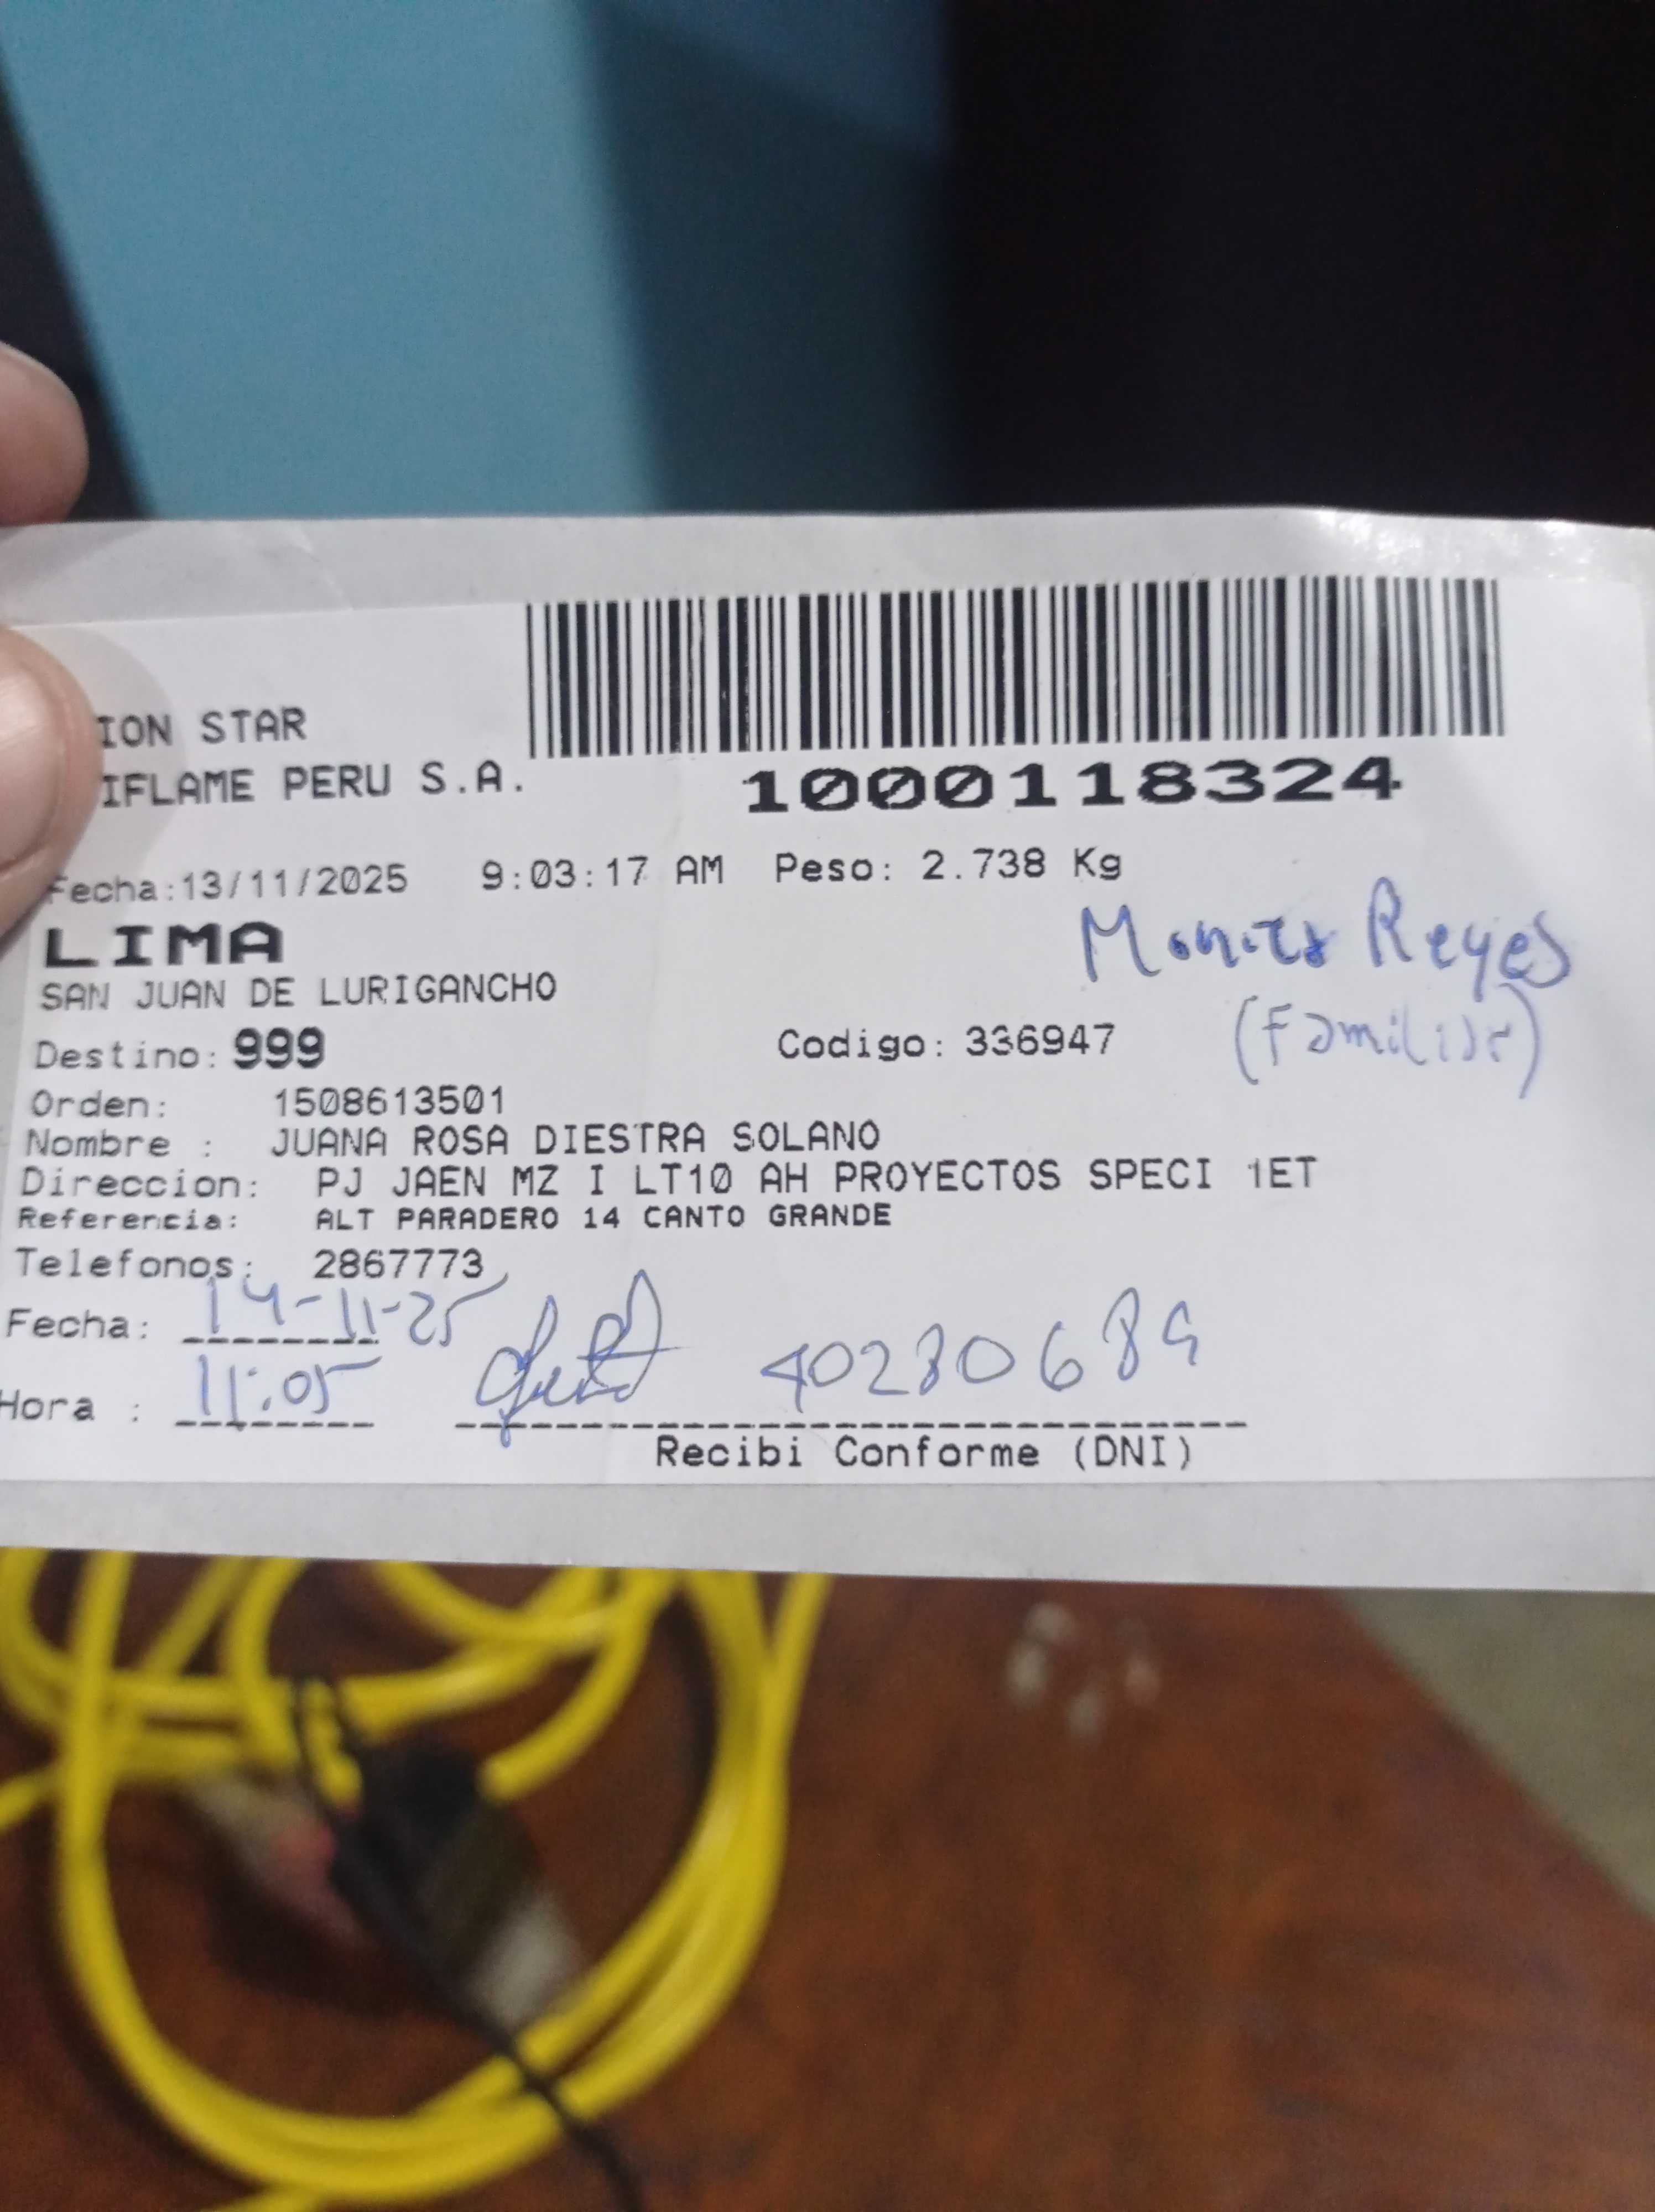 ION STAR
IFLAME PERU S.A.
1000118324
Fecha:13/11/2025 9:03:17 AM Peso: 2.738 Kg
LIMA
Monica Reyes
SAN JUAN DE LURIGANCHO
(Familiar)
Destino: 999 Codigo: 336947
Orden: 1508613501
Nombre : JUANA ROSA DIESTRA SOLANO
Direccion: PJ JAEN MZ I LT10 AH PROYECTOS SPECI 1ET
Referencia: ALT PARADERO 14 CANTO GRANDE
Telefonos: 2867773
Fecha: 14-11-25
40280689
Hora : 11:05
Recibi Conforme (DNI)